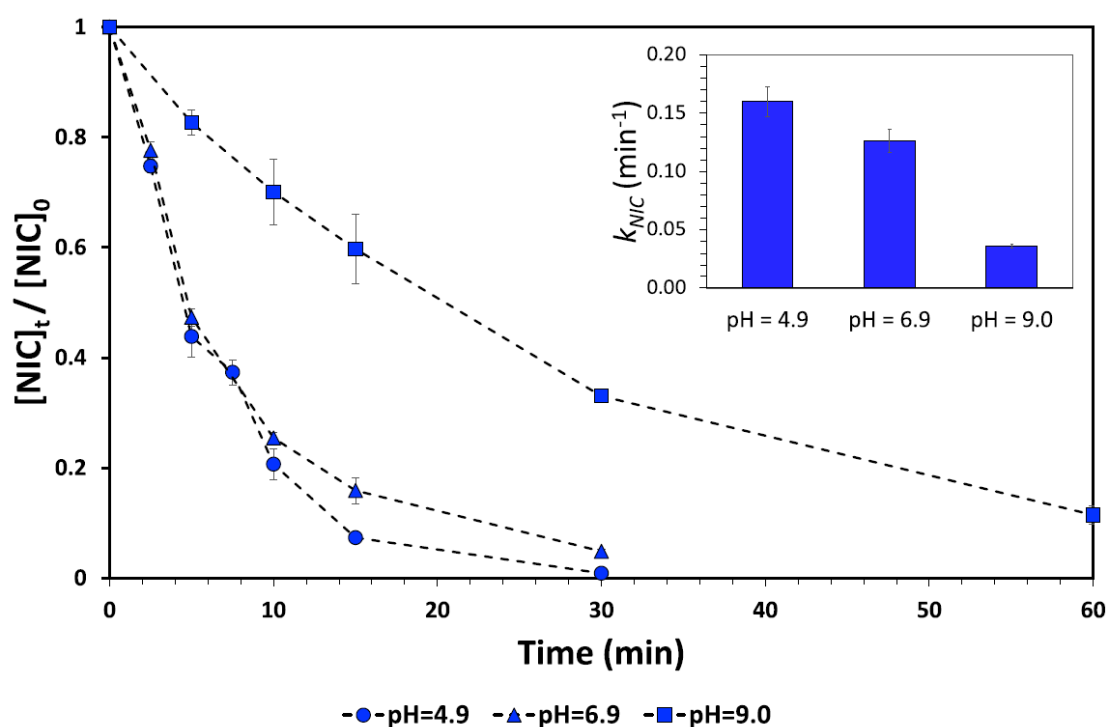 [NIC]t / [NIC]0
1
0.8
0.6
0.4
0.2
0
0 10 20 30 40 50 60
Time (min)
kNIC (min-1)
0.20
0.15
0.10
0.05
0.00
pH = 4.9 pH = 6.9 pH = 9.0
pH=4.9 pH=6.9 pH=9.0